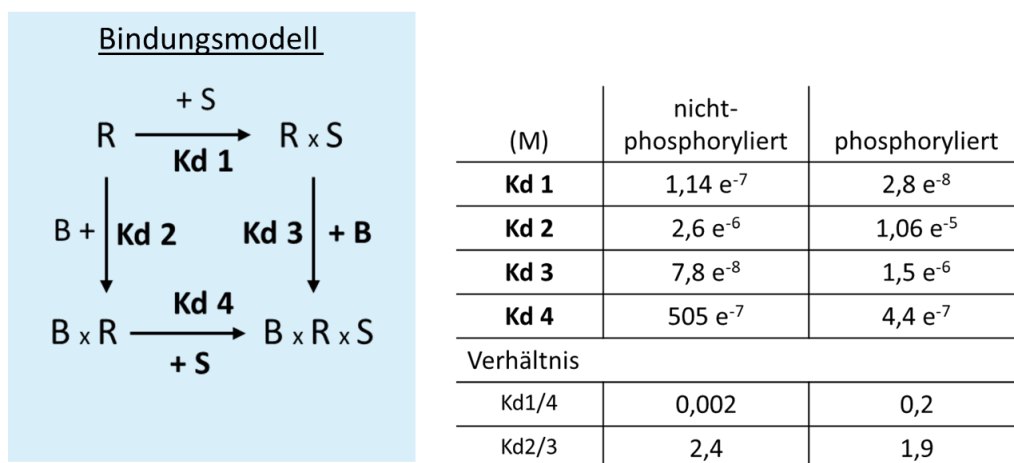 Bindungsmodell
+ S
R R x S
Kd 1
B + Kd 2 Kd 3 + B
Kd 4
B x R B x R x S
+ S
(M) nicht-phosphoryliert phosphoryliert
Kd 1 1,14 e⁻⁷ 2,8 e⁻⁸
Kd 2 2,6 e⁻⁶ 1,06 e⁻⁵
Kd 3 7,8 e⁻⁸ 1,5 e⁻⁶
Kd 4 505 e⁻⁷ 4,4 e⁻⁷
Verhältnis
Kd1/4 0,002 0,2
Kd2/3 2,4 1,9